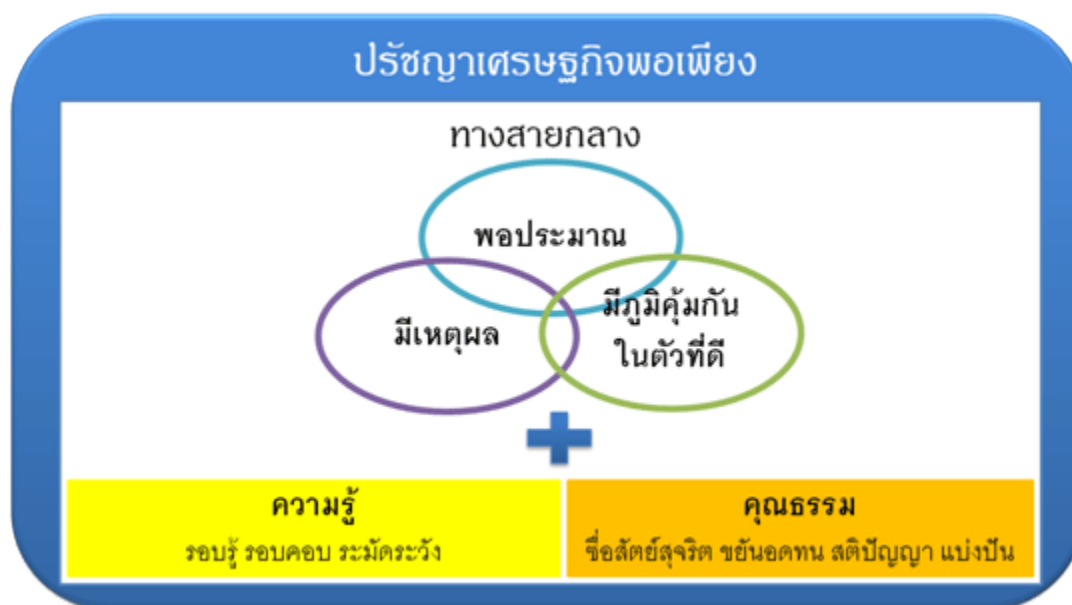 ปรัชญาเศรษฐกิจพอเพียง
ทางสายกลาง
พอประมาณ
มีเหตุผล
มีภูมิคุ้มกัน
ในตัวที่ดี
ความรู้
รอบรู้ รอบคอบ ระมัดระวัง
คุณธรรม
ซื่อสัตย์สุจริต ขยันอดทน สติปัญญา แบ่งปัน